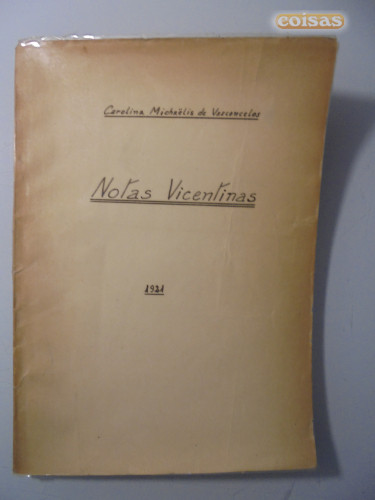 coisas
Carolina Michaëlis de Vasconcelos
Notas Vicentinas
1921